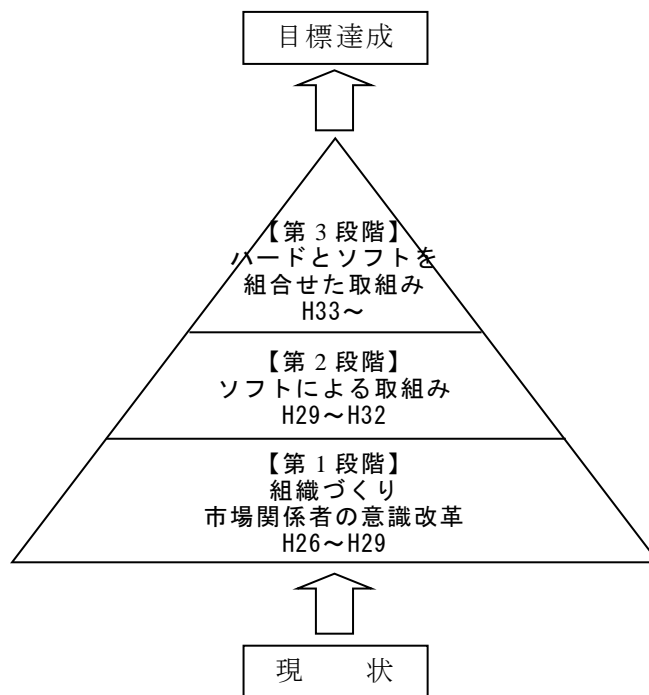 目標達成
【第3段階】
ハードとソフトを
組合せた取組み
H33～
【第2段階】
ソフトによる取組み
H29～H32
【第1段階】
組織づくり
市場関係者の意識改革
H26～H29
現　状